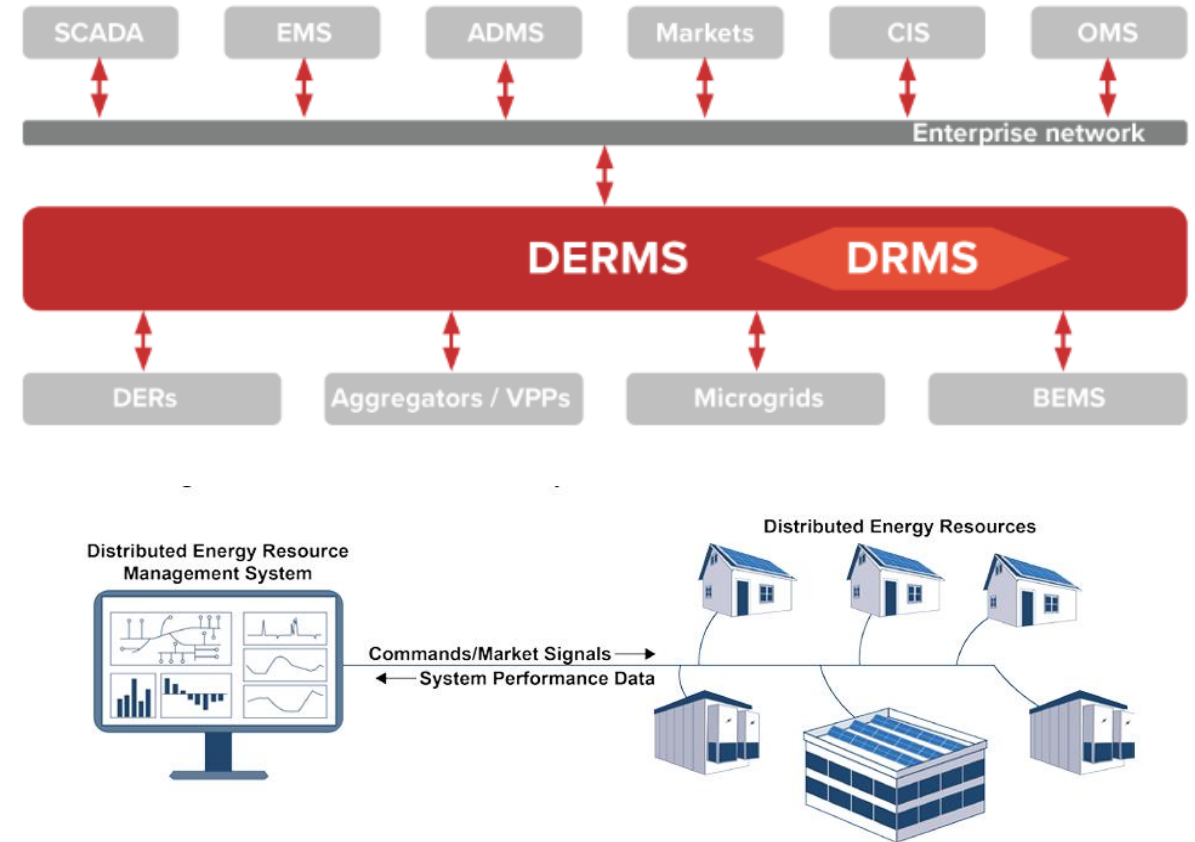 SCADA
EMS
ADMS
Markets
CIS
OMS
Enterprise network
DERMS
DRMS
DERs
Aggregators / VPPs
Microgrids
BEMS
Distributed Energy Resources
Distributed Energy Resource
Management System
Commands/Market Signals
System Performance Data